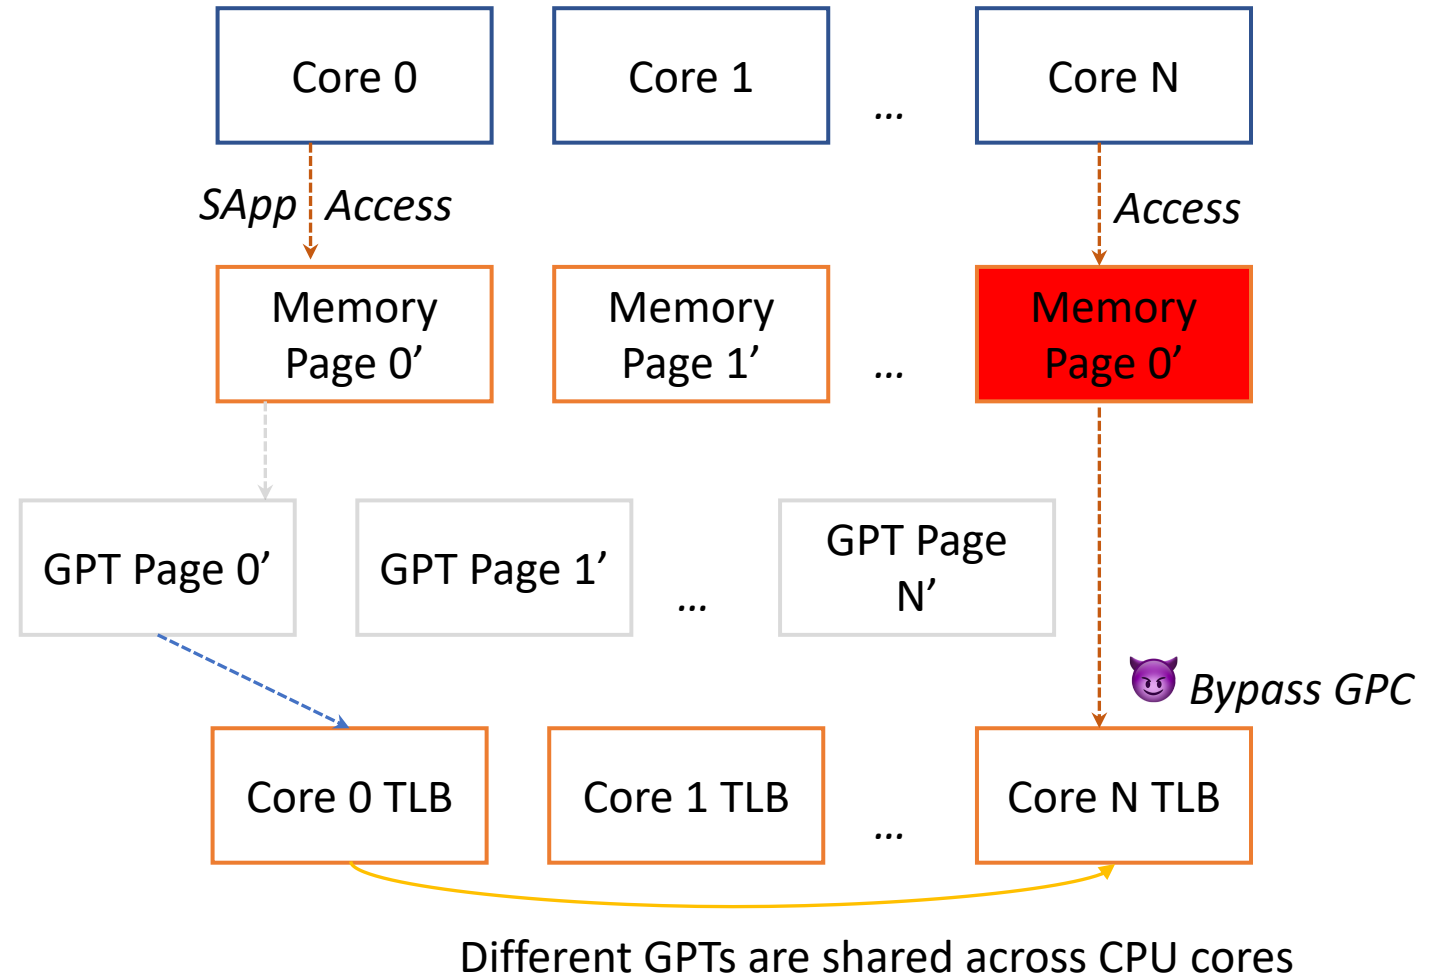 Core 0
Core 1
...
Core N
SApp Access
Access
Memory
Page 0’
Memory
Page 1’
...
Memory
Page 0’
GPT Page 0’
GPT Page 1’
...
GPT Page
N’
😈 Bypass GPC
Core 0 TLB
Core 1 TLB
...
Core N TLB
Different GPTs are shared across CPU cores